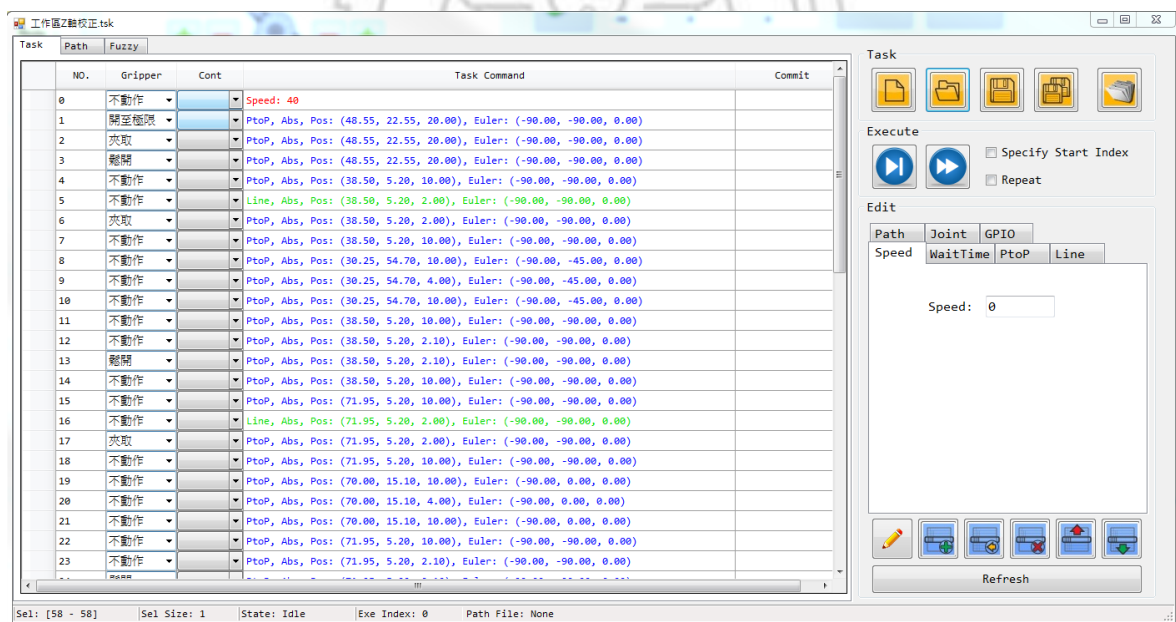 工作區Z軸校正.tsk
Task Path Fuzzy
NO. Gripper Cont Task Command Commit
0 不動作 Speed: 40
1 開至極限 PtoP, Abs, Pos: (48.55, 22.55, 20.00), Euler: (-90.00, -90.00, 0.00)
2 夾取 PtoP, Abs, Pos: (48.55, 22.55, 20.00), Euler: (-90.00, -90.00, 0.00)
3 鬆開 PtoP, Abs, Pos: (48.55, 22.55, 20.00), Euler: (-90.00, -90.00, 0.00)
4 不動作 PtoP, Abs, Pos: (38.50, 5.20, 10.00), Euler: (-90.00, -90.00, 0.00)
5 不動作 Line, Abs, Pos: (38.50, 5.20, 2.00), Euler: (-90.00, -90.00, 0.00)
6 夾取 PtoP, Abs, Pos: (38.50, 5.20, 2.00), Euler: (-90.00, -90.00, 0.00)
7 不動作 PtoP, Abs, Pos: (38.50, 5.20, 10.00), Euler: (-90.00, -90.00, 0.00)
8 不動作 PtoP, Abs, Pos: (30.25, 54.70, 10.00), Euler: (-90.00, -45.00, 0.00)
9 不動作 PtoP, Abs, Pos: (30.25, 54.70, 4.00), Euler: (-90.00, -45.00, 0.00)
10 不動作 PtoP, Abs, Pos: (30.25, 54.70, 10.00), Euler: (-90.00, -45.00, 0.00)
11 不動作 PtoP, Abs, Pos: (38.50, 5.20, 10.00), Euler: (-90.00, -90.00, 0.00)
12 不動作 PtoP, Abs, Pos: (38.50, 5.20, 2.10), Euler: (-90.00, -90.00, 0.00)
13 鬆開 PtoP, Abs, Pos: (38.50, 5.20, 2.10), Euler: (-90.00, -90.00, 0.00)
14 不動作 PtoP, Abs, Pos: (38.50, 5.20, 10.00), Euler: (-90.00, -90.00, 0.00)
15 不動作 PtoP, Abs, Pos: (71.95, 5.20, 10.00), Euler: (-90.00, -90.00, 0.00)
16 不動作 Line, Abs, Pos: (71.95, 5.20, 2.00), Euler: (-90.00, -90.00, 0.00)
17 夾取 PtoP, Abs, Pos: (71.95, 5.20, 2.00), Euler: (-90.00, -90.00, 0.00)
18 不動作 PtoP, Abs, Pos: (71.95, 5.20, 10.00), Euler: (-90.00, -90.00, 0.00)
19 不動作 PtoP, Abs, Pos: (70.00, 15.10, 10.00), Euler: (-90.00, 0.00, 0.00)
20 不動作 PtoP, Abs, Pos: (70.00, 15.10, 4.00), Euler: (-90.00, 0.00, 0.00)
21 不動作 PtoP, Abs, Pos: (70.00, 15.10, 10.00), Euler: (-90.00, 0.00, 0.00)
22 不動作 PtoP, Abs, Pos: (71.95, 5.20, 10.00), Euler: (-90.00, -90.00, 0.00)
23 不動作 PtoP, Abs, Pos: (71.95, 5.20, 2.10), Euler: (-90.00, -90.00, 0.00)
Task
Execute
Specify Start Index
Repeat
Edit
Path Joint GPIO
Speed WaitTime PtoP Line
Speed: 0
Refresh
Sel: [58 - 58] Sel Size: 1 State: Idle Exe Index: 0 Path File: None